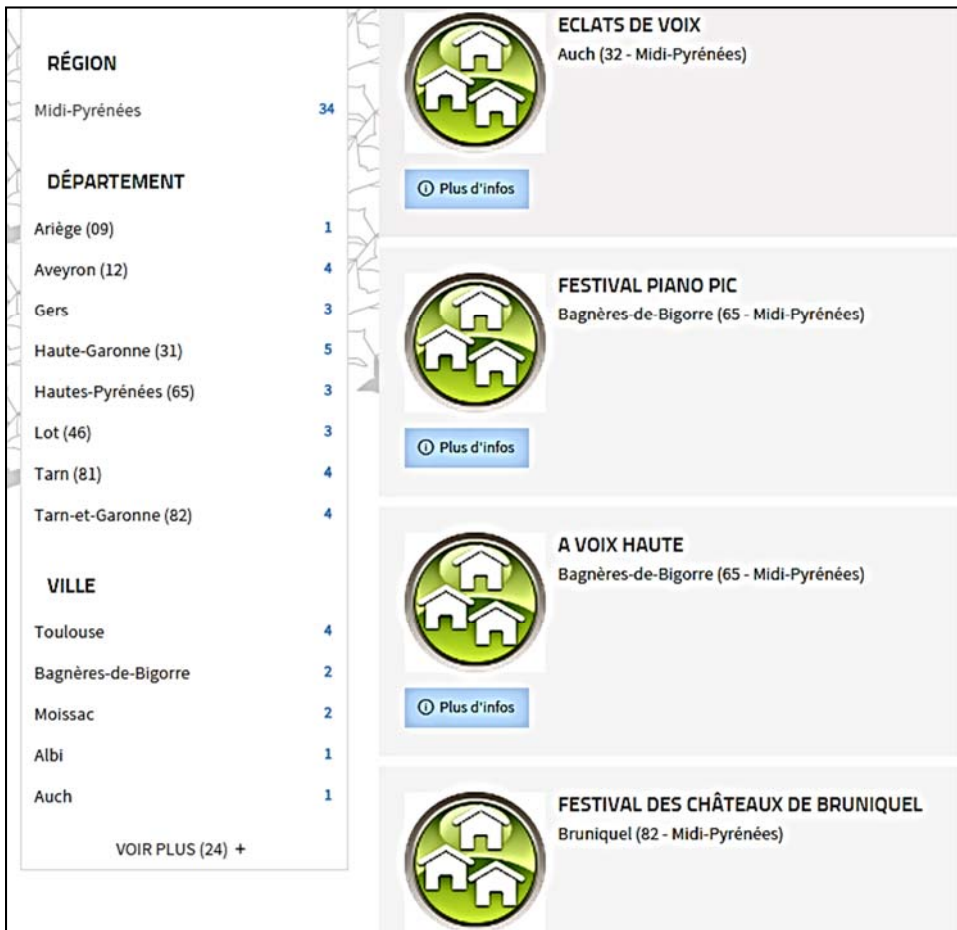 RÉGION
Midi-Pyrénées 34
DÉPARTEMENT
Ariège (09) 1
Aveyron (12) 4
Gers 3
Haute-Garonne (31) 5
Hautes-Pyrénées (65) 3
Lot (46) 3
Tarn (81) 4
Tarn-et-Garonne (82) 4
VILLE
Toulouse 4
Bagnères-de-Bigorre 2
Moissac 2
Albi 1
Auch 1
VOIR PLUS (24) +
ECLATS DE VOIX
Auch (32 - Midi-Pyrénées)
Plus d'infos
FESTIVAL PIANO PIC
Bagnères-de-Bigorre (65 - Midi-Pyrénées)
Plus d'infos
A VOIX HAUTE
Bagnères-de-Bigorre (65 - Midi-Pyrénées)
Plus d'infos
FESTIVAL DES CHÂTEAUX DE BRUNIQUEL
Bruniquel (82 - Midi-Pyrénées)